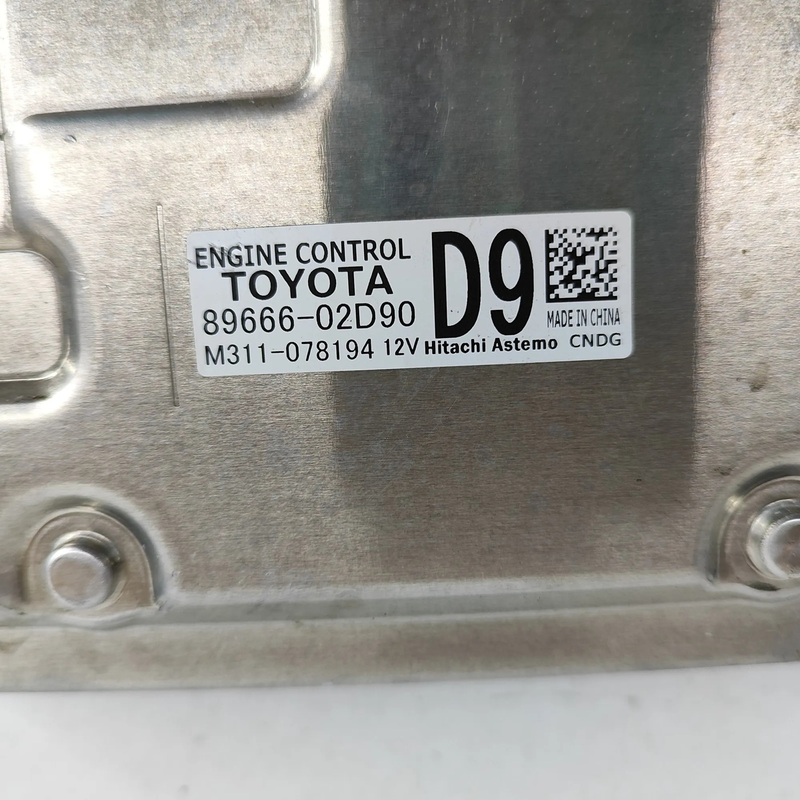 ENGINE CONTROL
TOYOTA
89666-02D90
M311-078194 12V Hitachi Astemo
D9
MADE IN CHINA
CNDG